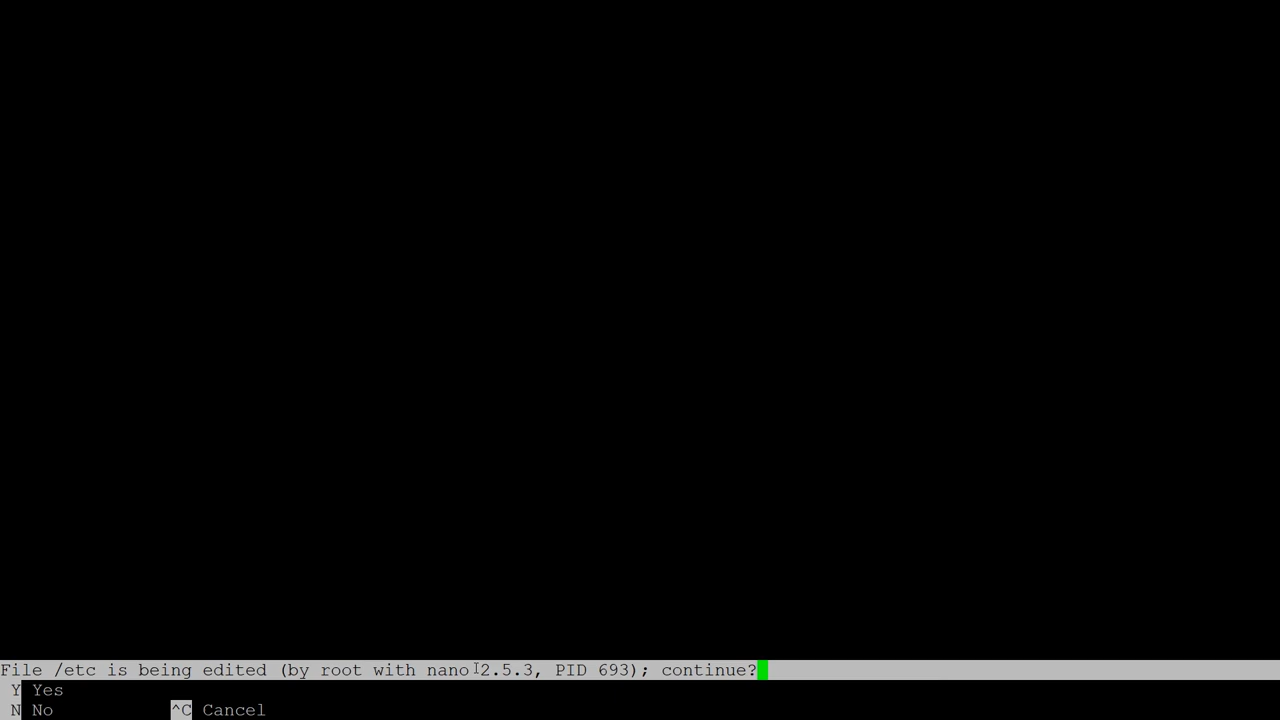 File /etc is being edited (by root with nano 2.5.3, PID 693); continue?
Y Yes
N No ^C Cancel